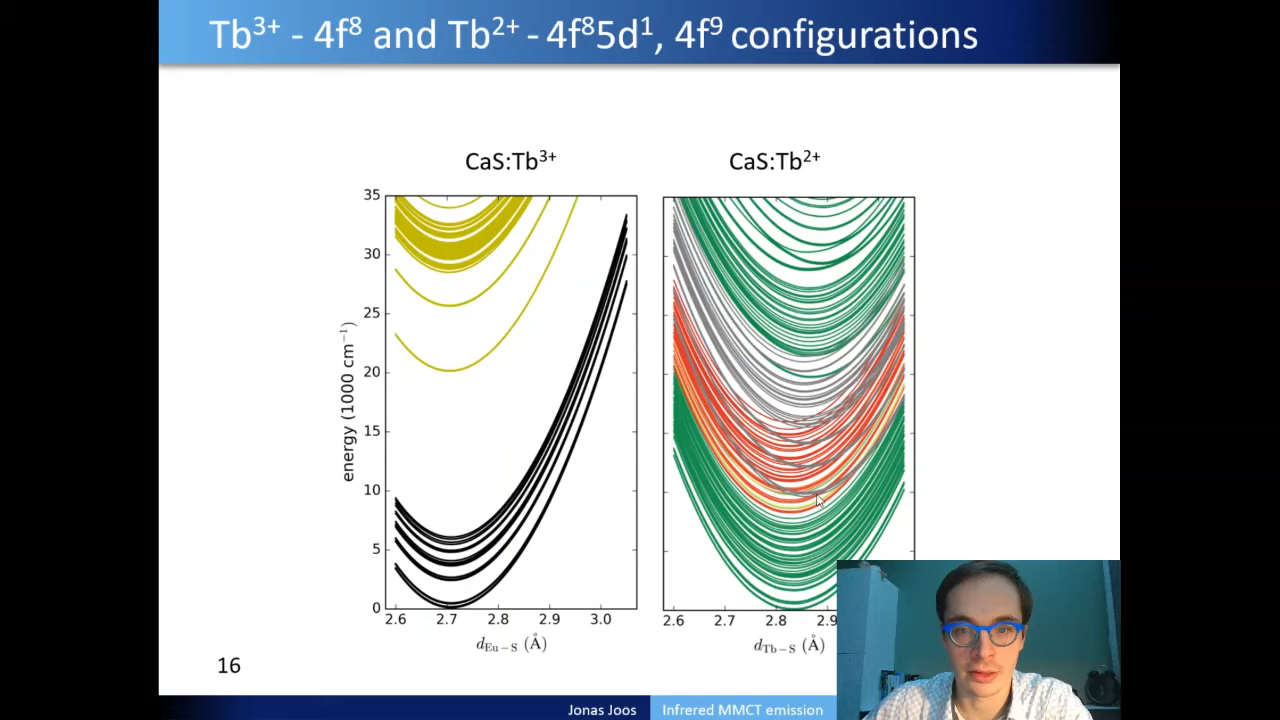 Tb³⁺ - 4f⁸ and Tb²⁺ - 4f⁸5d¹, 4f⁹ configurations
CaS:Tb³⁺
CaS:Tb²⁺
35
30
25
20
15
10
5
0
energy (1000 cm⁻¹)
2.6 2.7 2.8 2.9 3.0
2.6 2.7 2.8 2.9
d_Eu−S (Å)
d_Tb−S (Å)
16
Jonas Joos
Infrered MMCT emission